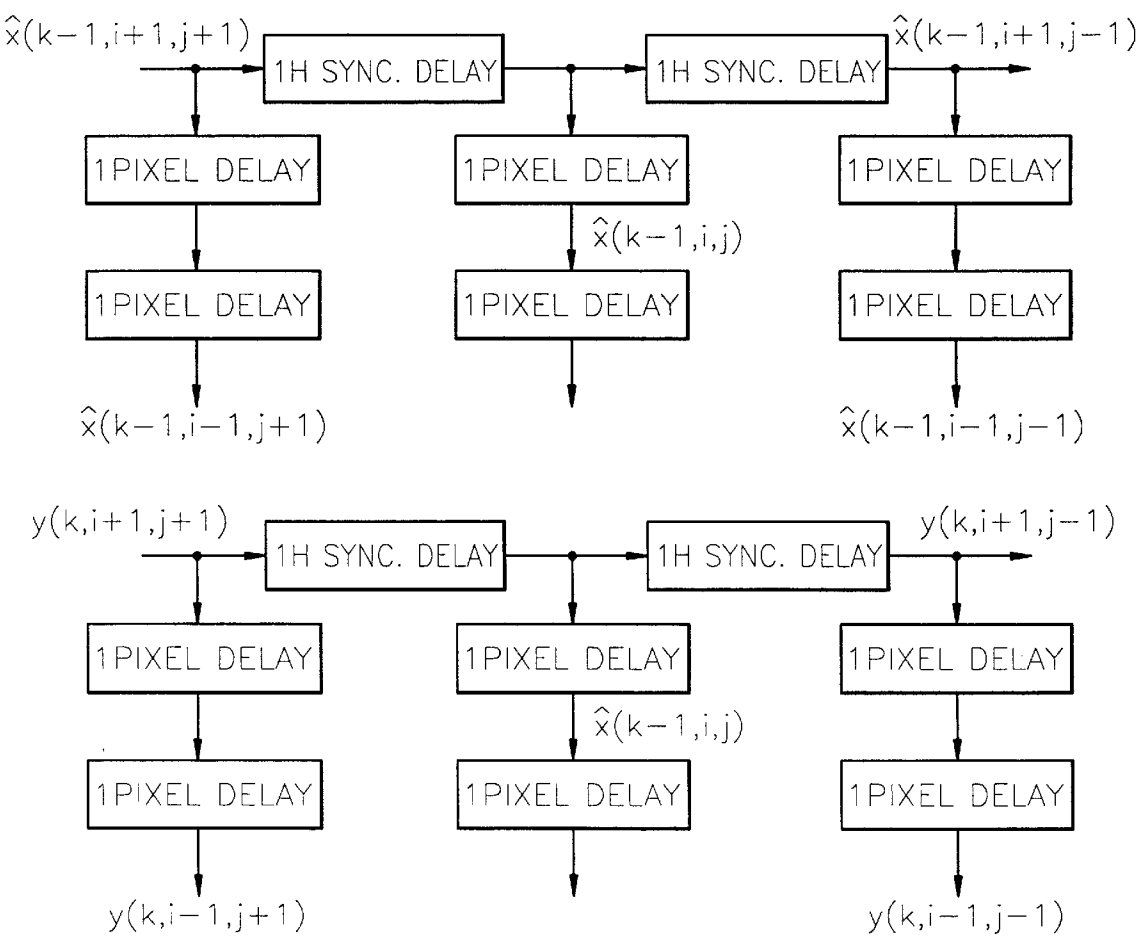 x̂(k−1,i+1,j+1)
x̂(k−1,i+1,j−1)
1H SYNC. DELAY
1H SYNC. DELAY
1PIXEL DELAY
1PIXEL DELAY
1PIXEL DELAY
x̂(k−1,i,j)
1PIXEL DELAY
1PIXEL DELAY
1PIXEL DELAY
x̂(k−1,i−1,j+1)
x̂(k−1,i−1,j−1)
y(k,i+1,j+1)
y(k,i+1,j−1)
1H SYNC. DELAY
1H SYNC. DELAY
1PIXEL DELAY
1PIXEL DELAY
1PIXEL DELAY
x̂(k−1,i,j)
1PIXEL DELAY
1PIXEL DELAY
1PIXEL DELAY
y(k,i−1,j+1)
y(k,i−1,j−1)